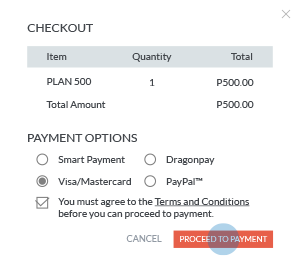 CHECKOUT
Item Quantity Total
PLAN 500 1 P500.00
Total Amount P500.00
PAYMENT OPTIONS
Smart Payment Dragonpay
Visa/Mastercard PayPal™
You must agree to the Terms and Conditions
before you can proceed to payment.
CANCEL PROCEED TO PAYMENT